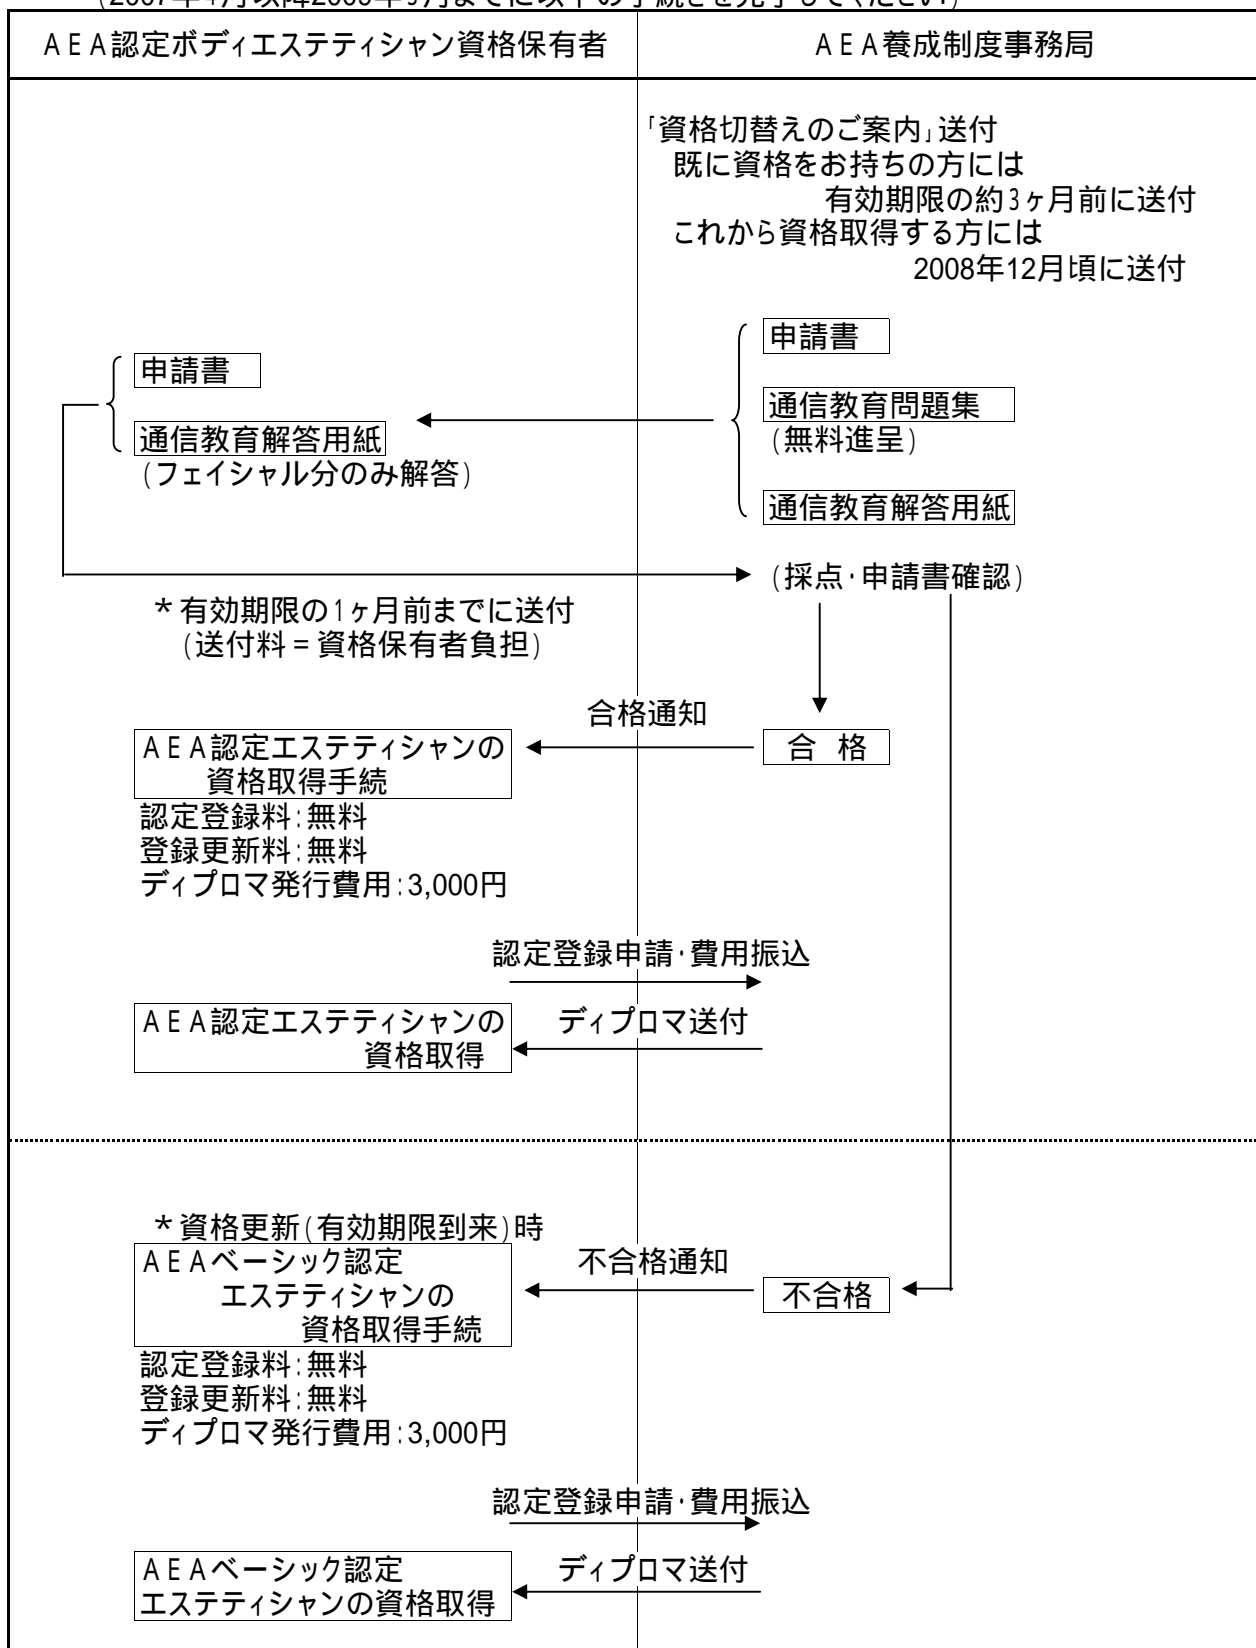 AEA認定ボディエステティシャン資格保有者
AEA養成制度事務局
「資格切替えのご案内」送付
既に資格をお持ちの方には
有効期限の約3ヶ月前に送付
これから資格取得する方には
2008年12月頃に送付
申請書
通信教育問題集
(無料進呈)
通信教育解答用紙
申請書
通信教育解答用紙
(フェイシャル分のみ解答)
(採点・申請書確認)
*有効期限の1ヶ月前までに送付
(送付料=資格保有者負担)
合格通知
合 格
AEA認定エステティシャンの
資格取得手続
認定登録料:無料
登録更新料:無料
ディプロマ発行費用:3,000円
認定登録申請・費用振込
AEA認定エステティシャンの
資格取得
ディプロマ送付
*資格更新(有効期限到来)時
AEAベーシック認定
エステティシャンの
資格取得手続
不合格通知
不合格
認定登録料:無料
登録更新料:無料
ディプロマ発行費用:3,000円
認定登録申請・費用振込
AEAベーシック認定
エステティシャンの資格取得
ディプロマ送付